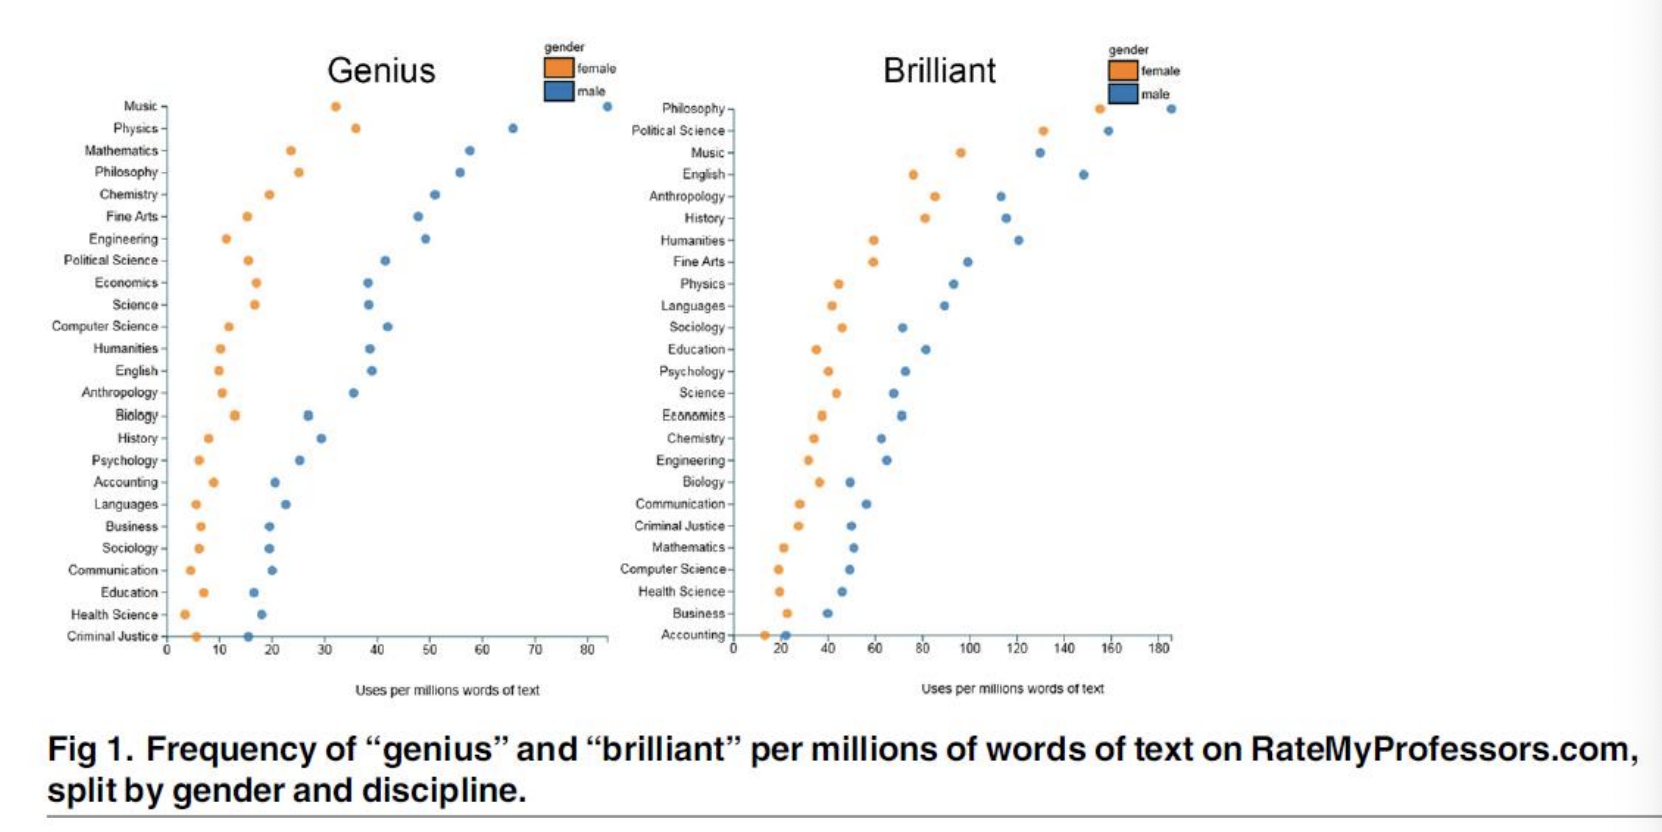 Genius
gender
female
male
Music
Physics
Mathematics
Philosophy
Chemistry
Fine Arts
Engineering
Political Science
Economics
Science
Computer Science
Humanities
English
Anthropology
Biology
History
Psychology
Accounting
Languages
Business
Sociology
Communication
Education
Health Science
Criminal Justice
0 10 20 30 40 50 60 70 80
Uses per millions words of text
Brilliant
gender
female
male
Philosophy
Political Science
Music
English
Anthropology
History
Humanities
Fine Arts
Physics
Languages
Sociology
Education
Psychology
Science
Economics
Chemistry
Engineering
Biology
Communication
Criminal Justice
Mathematics
Computer Science
Health Science
Business
Accounting
0 20 40 60 80 100 120 140 160 180
Uses per millions words of text
Fig 1. Frequency of “genius” and “brilliant” per millions of words of text on RateMyProfessors.com,
split by gender and discipline.